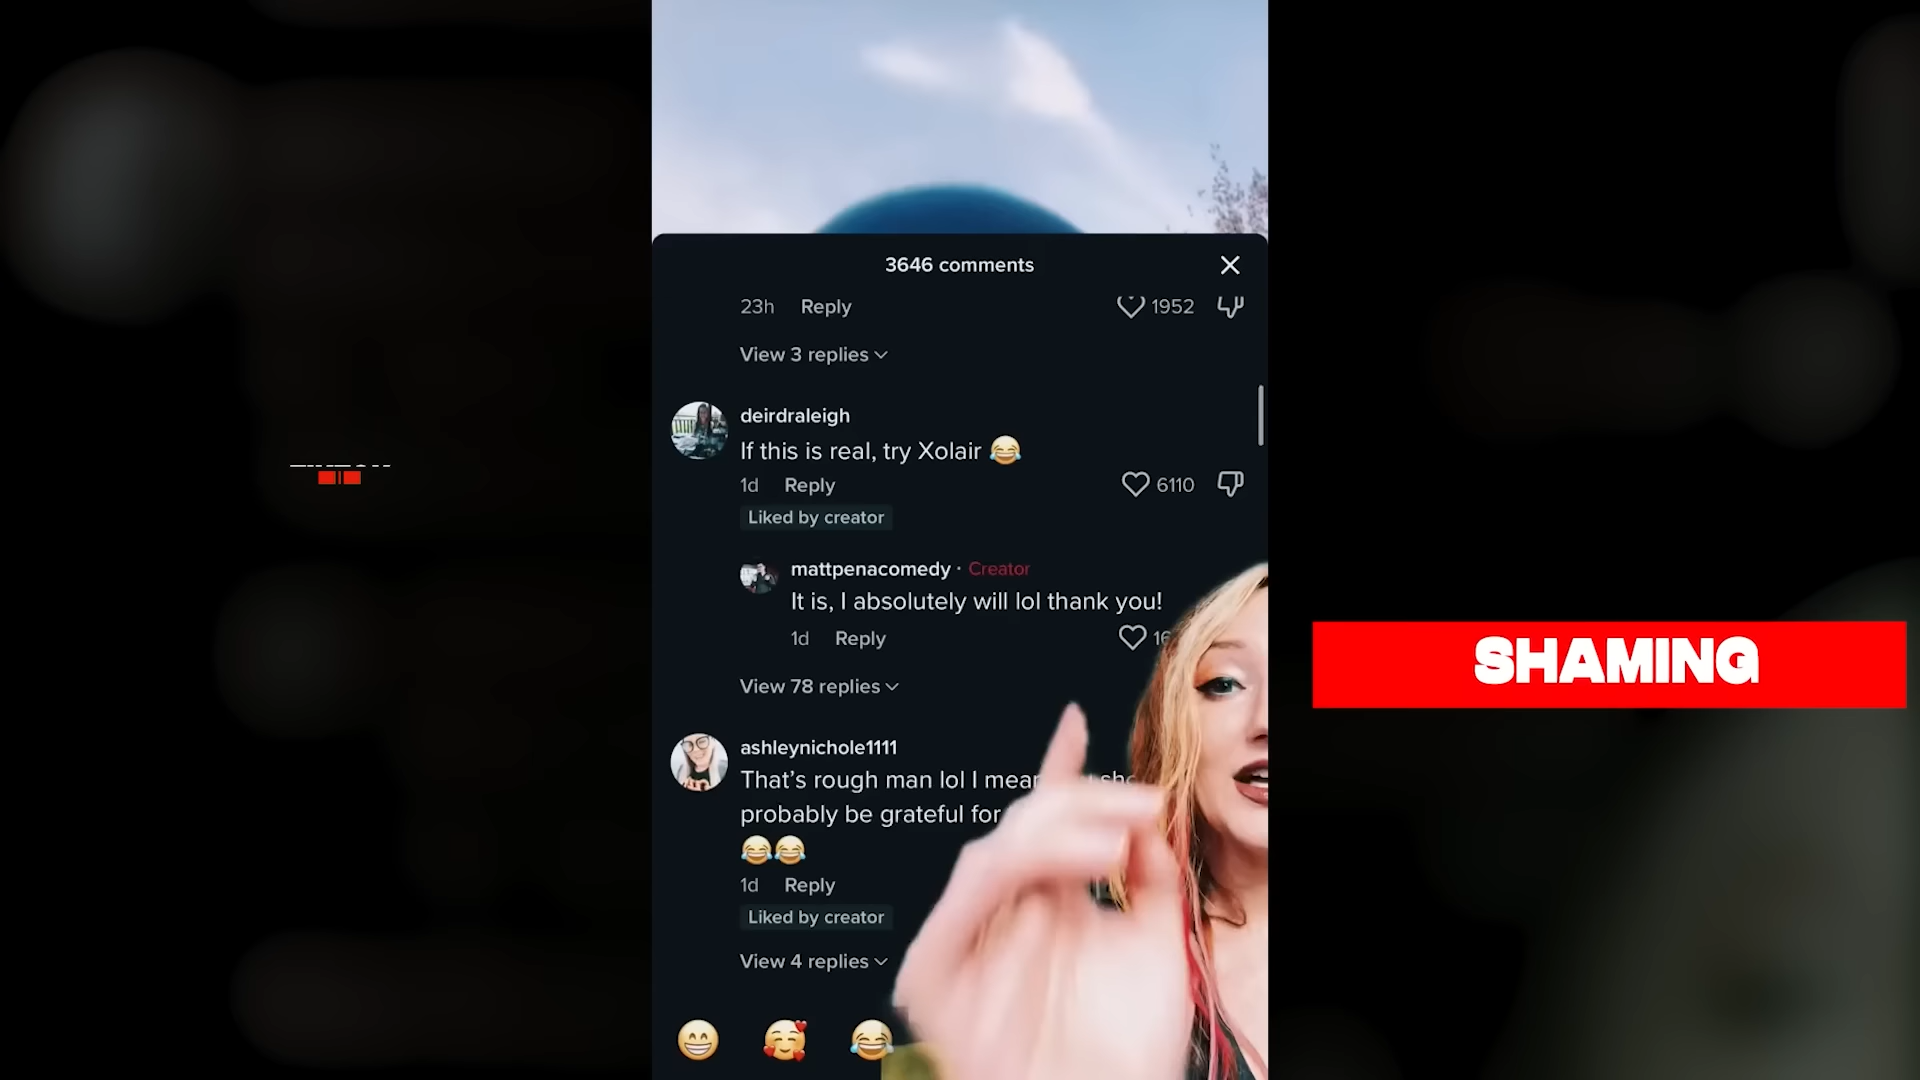 3646 comments
23h Reply 1952
View 3 replies
deirdraleigh
If this is real, try Xolair 😂
1d Reply 6110
Liked by creator
mattpenacomedy · Creator
It is, I absolutely will lol thank you!
1d Reply
View 78 replies
SHAMING
ashleynichole1111
That's rough man lol I
probably be grateful for
😂😂
1d Reply
Liked by creator
View 4 replies
😁 🥰 😂